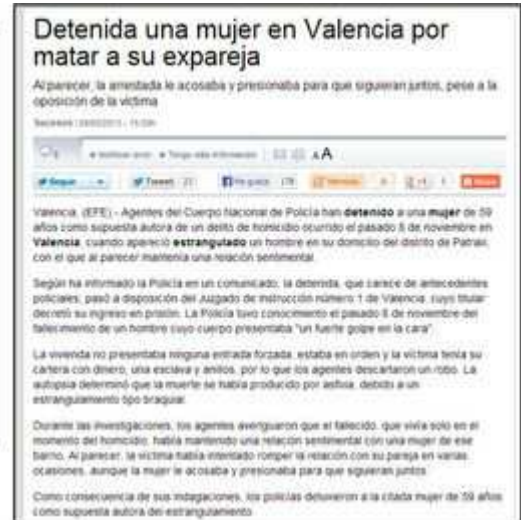 Detenida una mujer en Valencia por
matar a su expareja
Al parecer, la arrestada le acosaba y presionaba para que siguieran juntos, pese a la
oposición de la víctima
A A
Seguir Tweet 21 Me gusta 178
Valencia. (EFE).- Agentes del Cuerpo Nacional de Policía han detenido a una mujer de 59
años como supuesta autora de un delito de homicidio ocurrido el pasado 8 de noviembre en
Valencia, cuando apareció estrangulado un hombre en su domicilio del distrito de Patraix,
con el que al parecer mantenía una relación sentimental.
Según ha informado la Policía en un comunicado, la detenida, que carece de antecedentes
policiales, pasó a disposición del Juzgado de Instrucción número 1 de Valencia, cuyo titular
decretó su ingreso en prisión. La Policía tuvo conocimiento el pasado 8 de noviembre del
fallecimiento de un hombre cuyo cuerpo presentaba "un fuerte golpe en la cara".
La vivienda no presentaba ninguna entrada forzada, estaba en orden y la víctima tenía su
cartera con dinero, una esclava y anillos, por lo que los agentes descartaron un robo. La
autopsia determinó que la muerte se había producido por asfixia, debido a un
estrangulamiento tipo braquial.
Durante las investigaciones, los agentes averiguaron que el fallecido, que vivía solo en el
momento del homicidio, había mantenido una relación sentimental con una mujer de ese
barrio. Al parecer, la víctima había intentado romper la relación con su pareja en varias
ocasiones, aunque la mujer le acosaba y presionaba para que siguieran juntos.
Como consecuencia de sus indagaciones, los policías detuvieron a la citada mujer de 59 años
como supuesta autora del estrangulamiento.